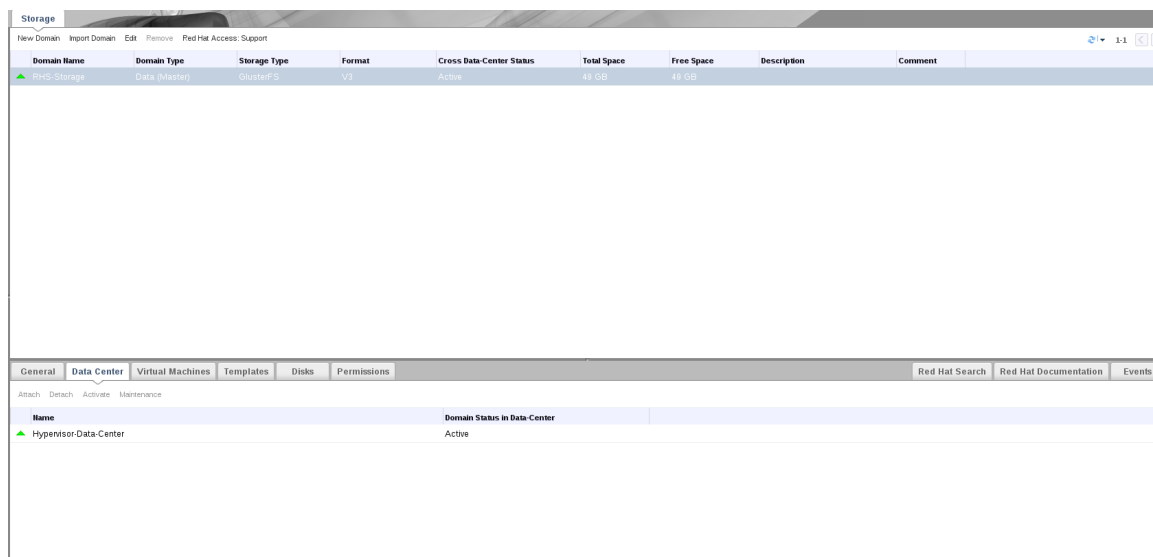 Storage
New Domain Import Domain Edit Remove Red Hat Access: Support 1-1
Domain Name Domain Type Storage Type Format Cross Data-Center Status Total Space Free Space Description Comment
RHS-Storage Data (Master) GlusterFS V3 Active 49 GB 49 GB
General Data Center Virtual Machines Templates Disks Permissions Red Hat Search Red Hat Documentation Events
Attach Detach Activate Maintenance
Name Domain Status in Data-Center
Hypervisor-Data-Center Active